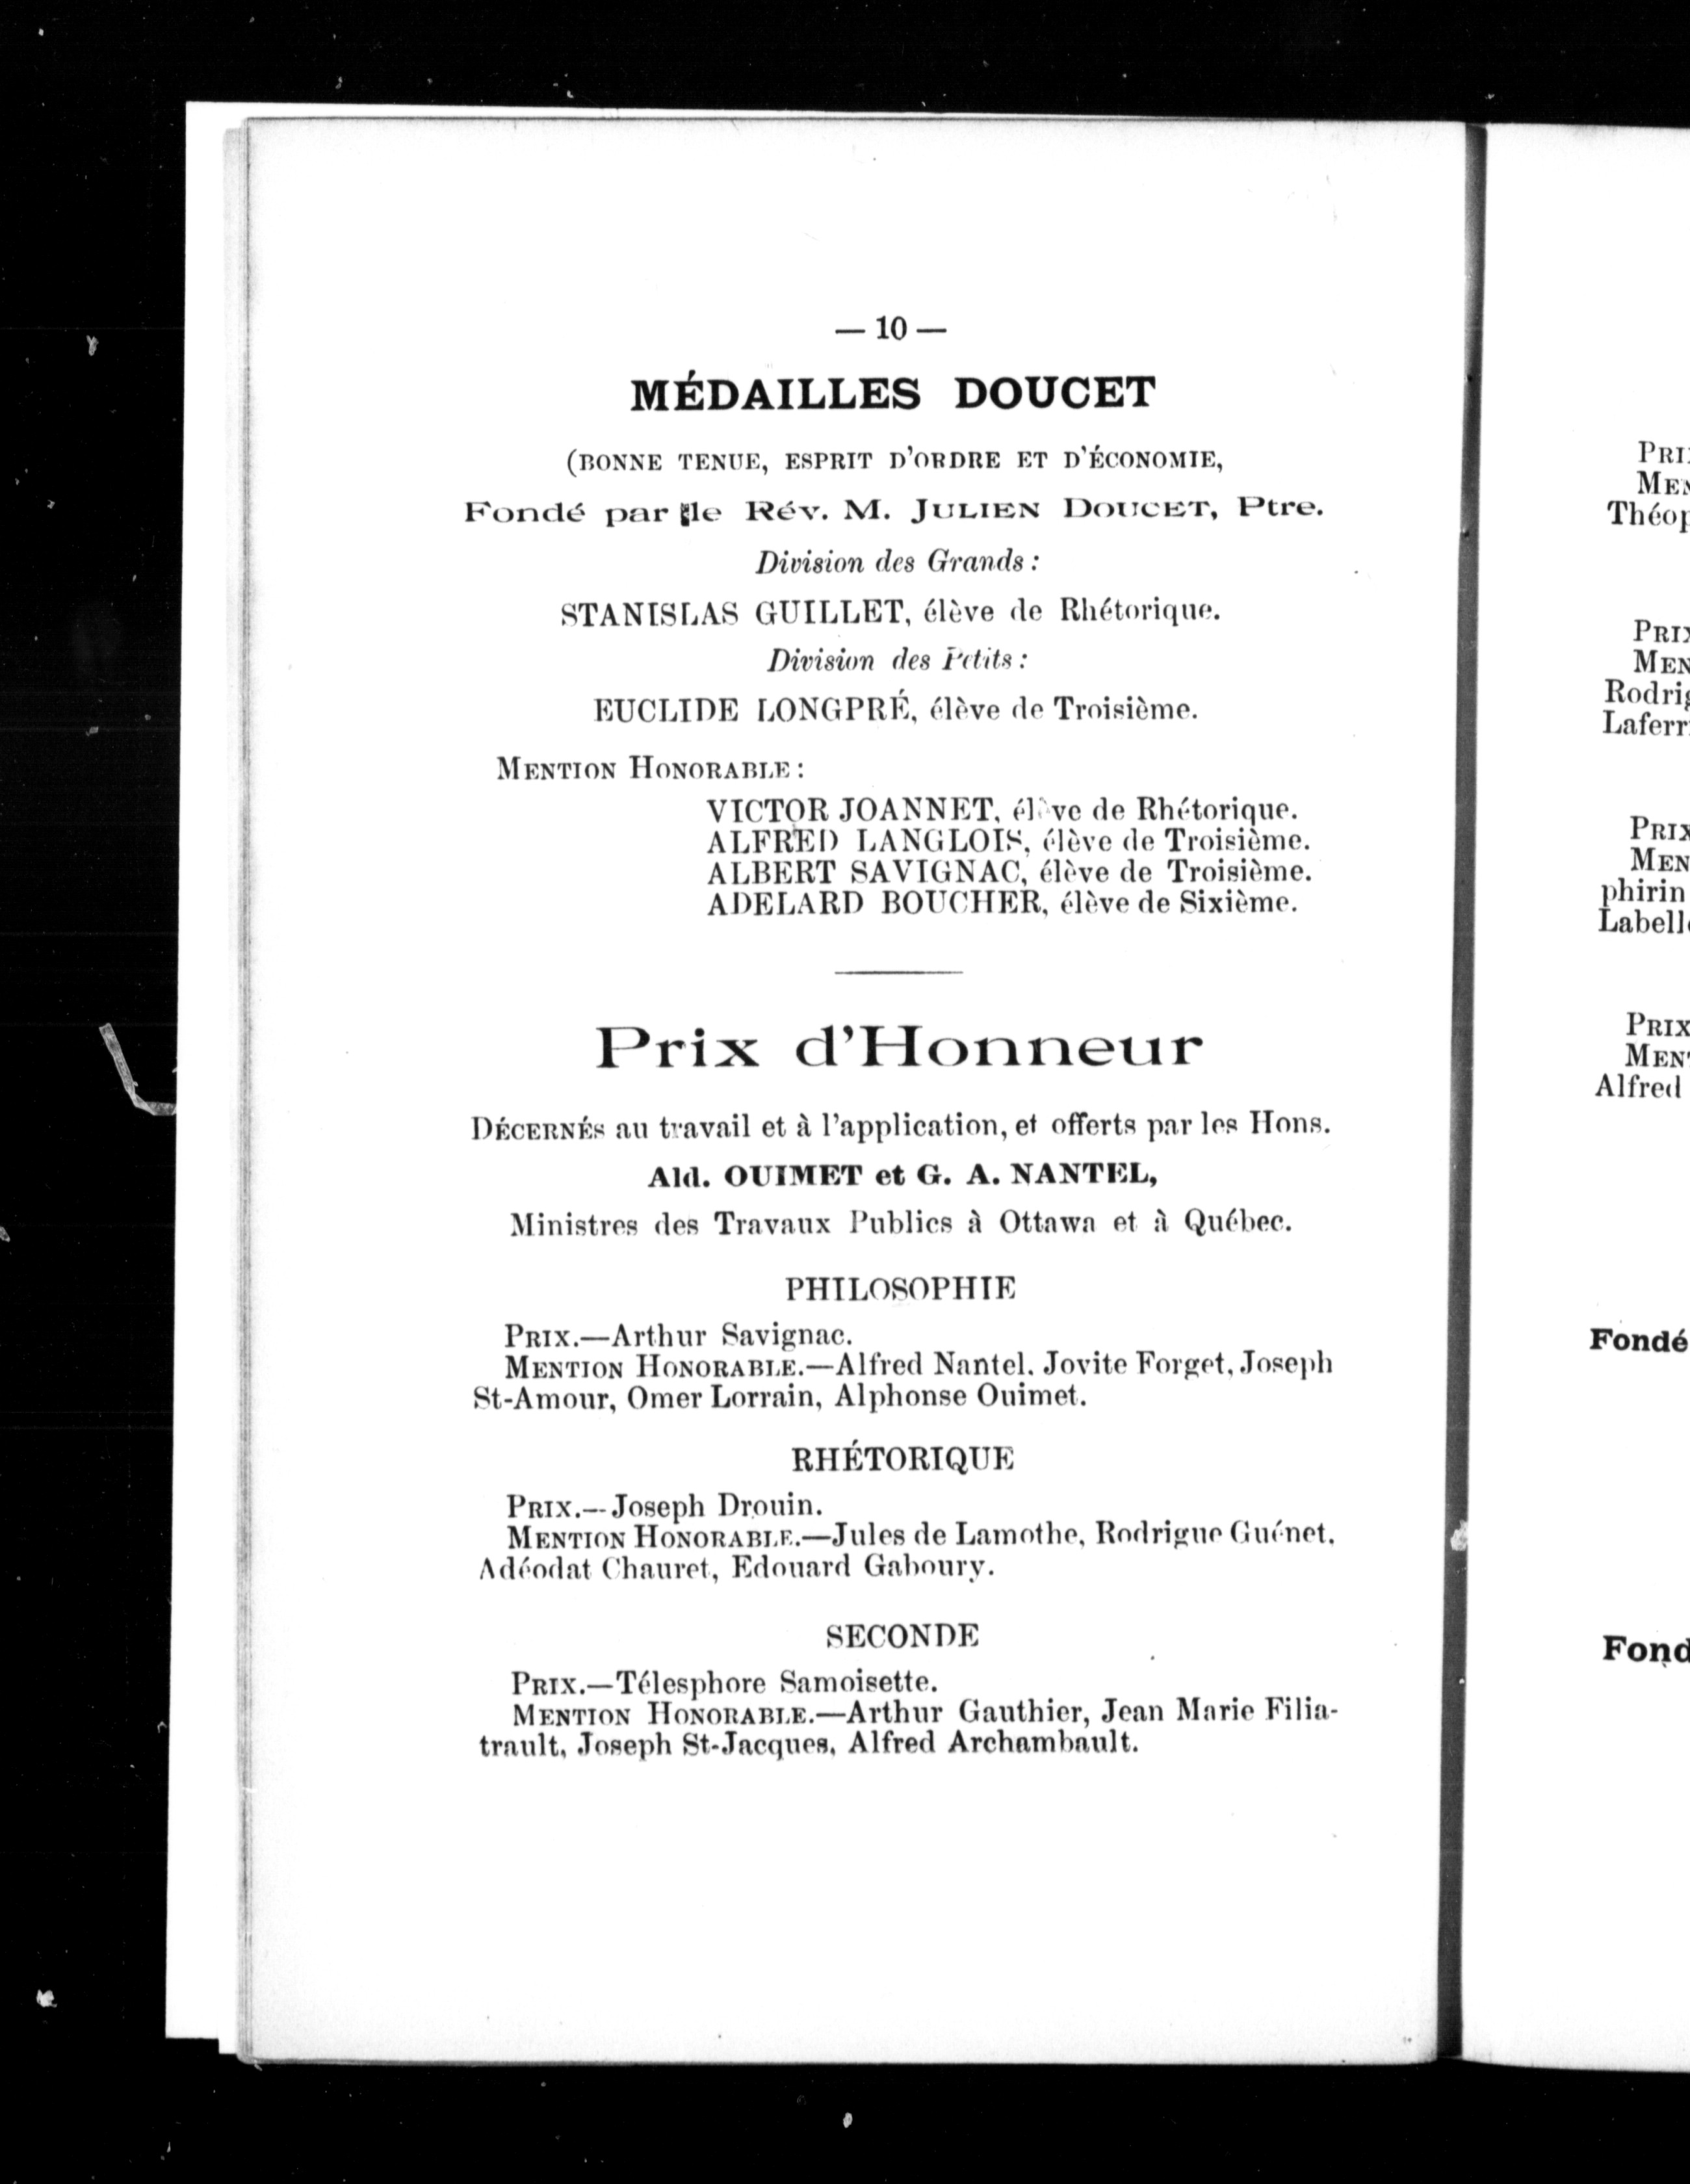 — 10 —
MÉDAILLES DOUCET
(BONNE TENUE, ESPRIT D'ORDRE ET D'ÉCONOMIE,
Fondé par le Rév. M. JULIEN DOUCET, Ptre.
Division des Grands :
STANISLAS GUILLET, élève de Rhétorique.
Division des Petits :
EUCLIDE LONGPRÉ, élève de Troisième.
MENTION HONORABLE :
VICTOR JOANNET, élève de Rhétorique.
ALFRED LANGLOIS, élève de Troisième.
ALBERT SAVIGNAC, élève de Troisième.
ADELARD BOUCHER, élève de Sixième.
Prix d'Honneur
DÉCERNÉS au travail et à l'application, et offerts par les Hons.
Ald. OUIMET et G. A. NANTEL,
Ministres des Travaux Publics à Ottawa et à Québec.
PHILOSOPHIE
PRIX.—Arthur Savignac.
MENTION HONORABLE.—Alfred Nantel. Jovite Forget, Joseph
St-Amour, Omer Lorrain, Alphonse Ouimet.
RHÉTORIQUE
PRIX.—Joseph Drouin.
MENTION HONORABLE.—Jules de Lamothe, Rodrigue Guénet,
Adéodat Chauret, Edouard Gaboury.
SECONDE
PRIX.—Télesphore Samoisette.
MENTION HONORABLE.—Arthur Gauthier, Jean Marie Filia-
trault, Joseph St-Jacques, Alfred Archambault.
PRIX
phirin
PRIX
Alfred
Fondé